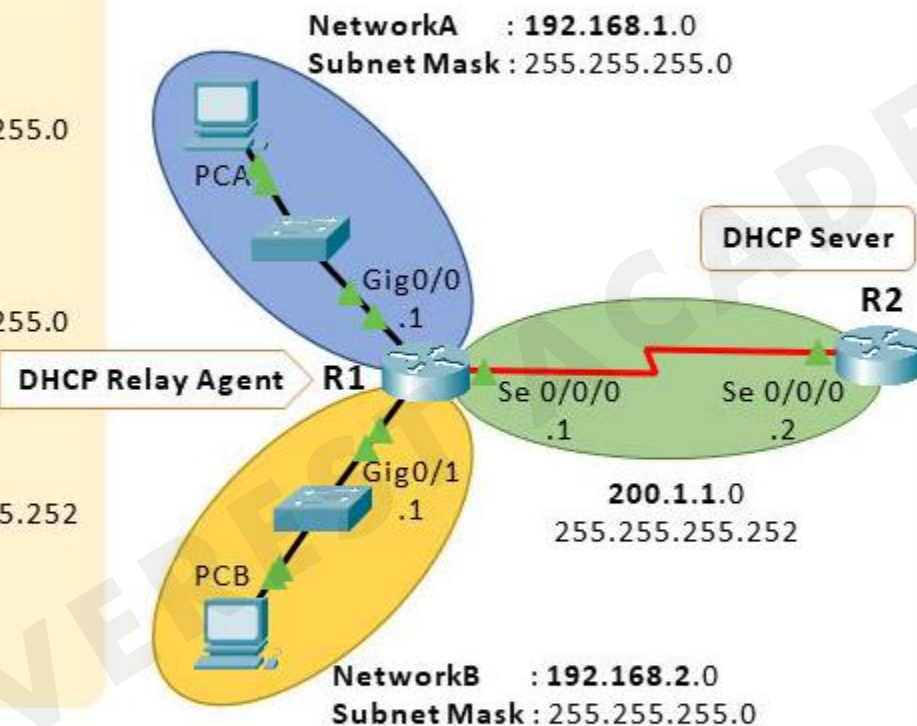 NetworkA : 192.168.1.0
Subnet Mask : 255.255.255.0
255.0
PCA
DHCP Sever
Gig0/0
.1
R2
255.0
DHCP Relay Agent
R1
Se 0/0/0
.1
Se 0/0/0
.2
Gig0/1
.1
200.1.1.0
255.255.255.252
5.252
PCB
NetworkB : 192.168.2.0
Subnet Mask : 255.255.255.0
VEREST ACADE